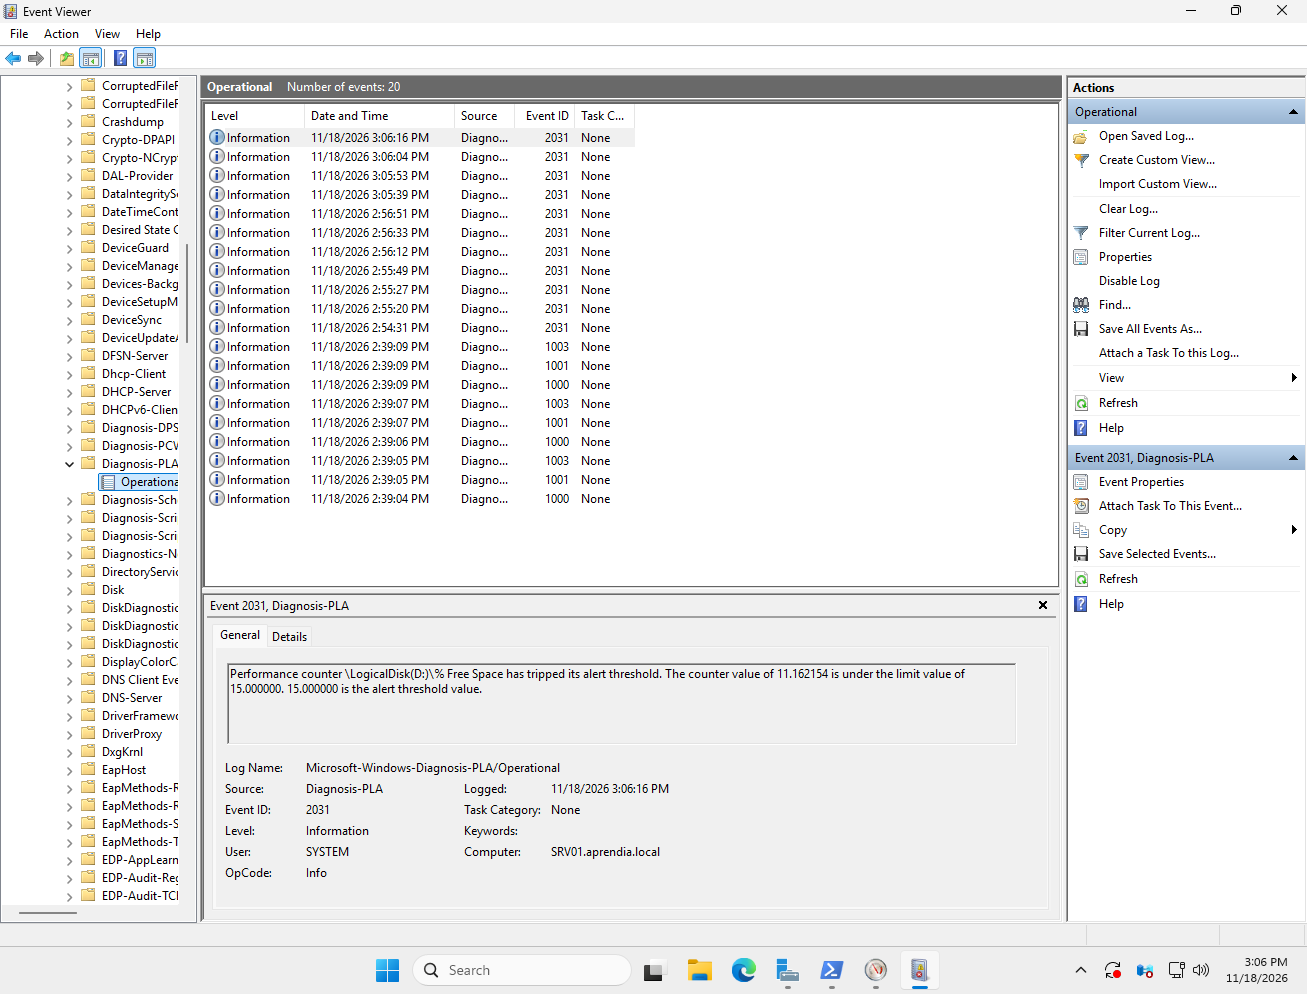 Event Viewer
File Action View Help
CorruptedFileF
CorruptedFileF
Crashdump
Crypto-DPAPI
Crypto-NCryp
DAL-Provider
DataIntegritySe
DateTimeCont
Desired State C
DeviceGuard
DeviceManage
Devices-Backg
DeviceSetupM
DeviceSync
DeviceUpdateA
DFSN-Server
Dhcp-Client
DHCP-Server
DHCPv6-Clien
Diagnosis-DPS
Diagnosis-PCW
Diagnosis-PLA
Operationa
Diagnosis-Sch
Diagnosis-Scri
Diagnosis-Scri
Diagnostics-N
DirectoryServic
Disk
DiskDiagnostic
DiskDiagnostic
DiskDiagnostic
DisplayColorC
DNS Client Eve
DNS-Server
DriverFramewo
DriverProxy
DxgKrnl
EapHost
EapMethods-R
EapMethods-R
EapMethods-S
EapMethods-T
EDP-AppLearn
EDP-Audit-Reg
EDP-Audit-TCI
Operational Number of events: 20
Level Date and Time Source Event ID Task C...
Information 11/18/2026 3:06:16 PM Diagno... 2031 None
Information 11/18/2026 3:06:04 PM Diagno... 2031 None
Information 11/18/2026 3:05:53 PM Diagno... 2031 None
Information 11/18/2026 3:05:39 PM Diagno... 2031 None
Information 11/18/2026 2:56:51 PM Diagno... 2031 None
Information 11/18/2026 2:56:33 PM Diagno... 2031 None
Information 11/18/2026 2:56:12 PM Diagno... 2031 None
Information 11/18/2026 2:55:49 PM Diagno... 2031 None
Information 11/18/2026 2:55:27 PM Diagno... 2031 None
Information 11/18/2026 2:55:20 PM Diagno... 2031 None
Information 11/18/2026 2:54:31 PM Diagno... 2031 None
Information 11/18/2026 2:39:09 PM Diagno... 1003 None
Information 11/18/2026 2:39:09 PM Diagno... 1001 None
Information 11/18/2026 2:39:09 PM Diagno... 1000 None
Information 11/18/2026 2:39:07 PM Diagno... 1003 None
Information 11/18/2026 2:39:07 PM Diagno... 1001 None
Information 11/18/2026 2:39:06 PM Diagno... 1000 None
Information 11/18/2026 2:39:05 PM Diagno... 1003 None
Information 11/18/2026 2:39:05 PM Diagno... 1001 None
Information 11/18/2026 2:39:04 PM Diagno... 1000 None
Event 2031, Diagnosis-PLA
General Details
Performance counter \LogicalDisk(D:)\% Free Space has tripped its alert threshold. The counter value of 11.162154 is under the limit value of
15.000000. 15.000000 is the alert threshold value.
Log Name: Microsoft-Windows-Diagnosis-PLA/Operational
Source: Diagnosis-PLA Logged: 11/18/2026 3:06:16 PM
Event ID: 2031 Task Category: None
Level: Information Keywords:
User: SYSTEM Computer: SRV01.aprendia.local
OpCode: Info
Actions
Operational
Open Saved Log...
Create Custom View...
Import Custom View...
Clear Log...
Filter Current Log...
Properties
Disable Log
Find...
Save All Events As...
Attach a Task To this Log...
View
Refresh
Help
Event 2031, Diagnosis-PLA
Event Properties
Attach Task To This Event...
Copy
Save Selected Events...
Refresh
Help
Search
3:06 PM
11/18/2026